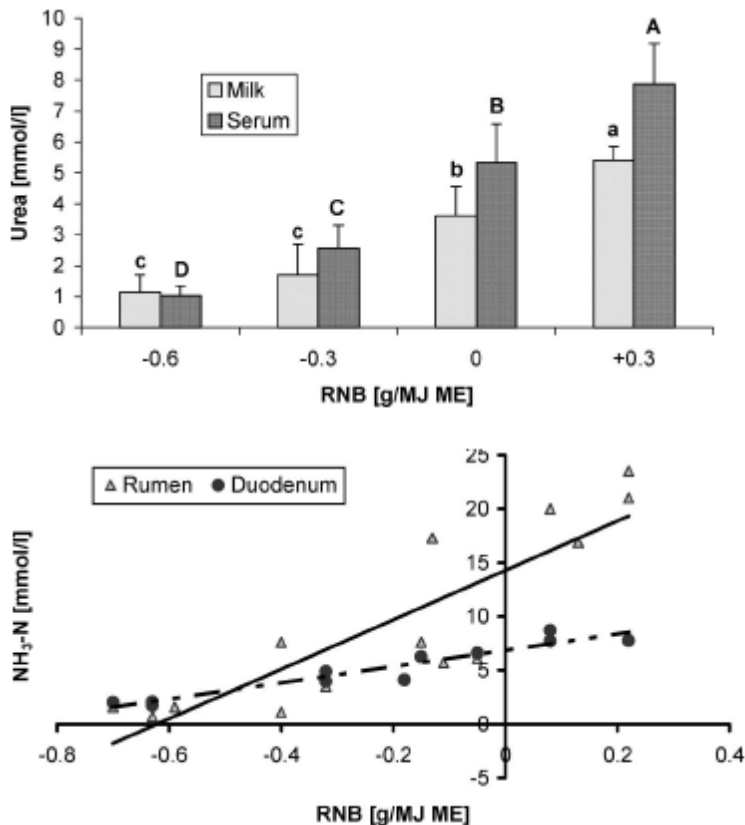 10
9
8
7
6
5
4
3
2
1
0
Urea [mmol/l]
Milk
Serum
c D
c C
b B
a A
-0.6 -0.3 0 +0.3
RNB [g/MJ ME]
Rumen Duodenum
25
20
15
10
5
0
-5
NH₃-N [mmol/l]
-0.8 -0.6 -0.4 -0.2 0 0.2 0.4
RNB [g/MJ ME]